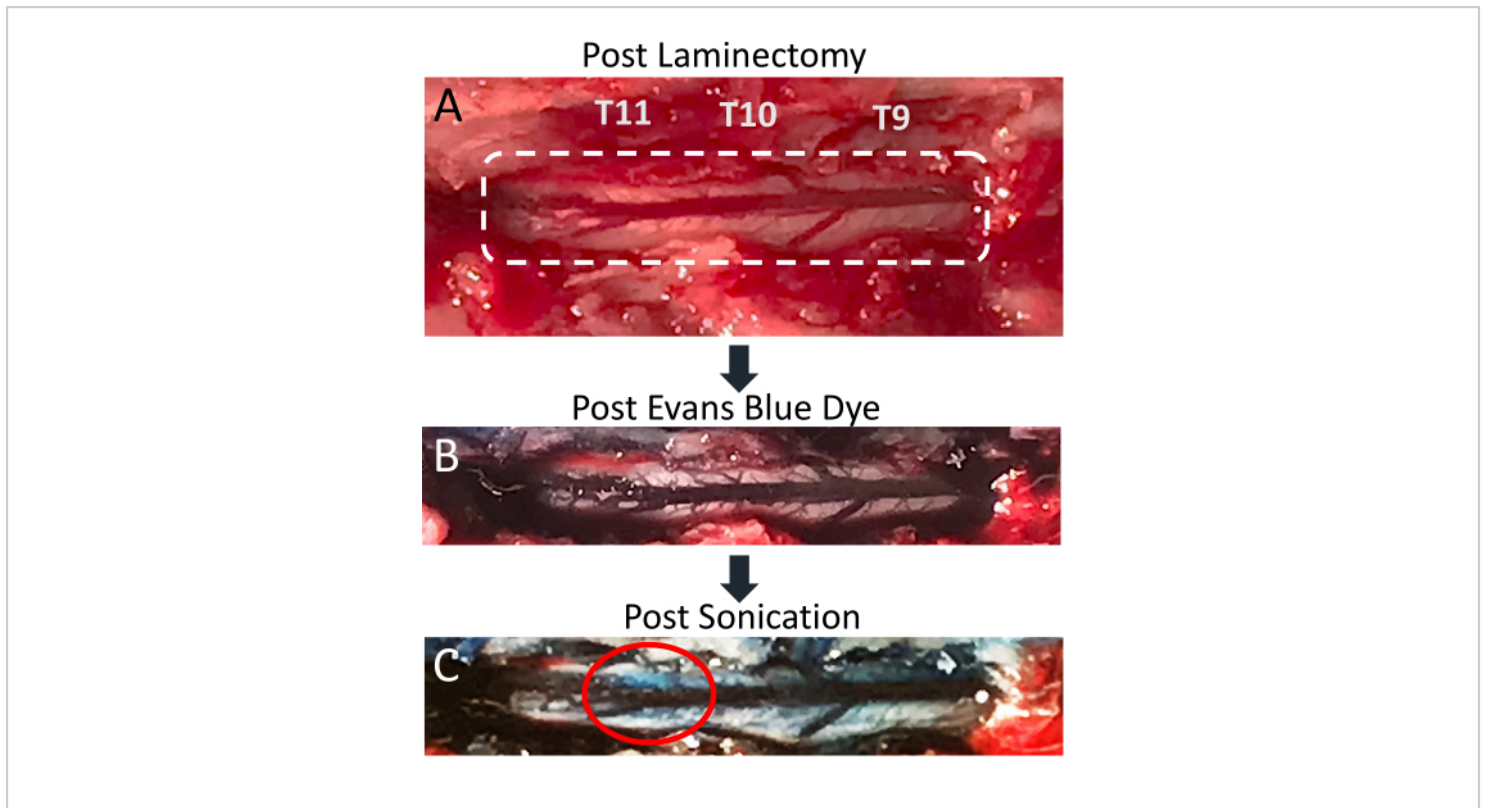 Post Laminectomy
A
T11 T10 T9
Post Evans Blue Dye
B
Post Sonication
C